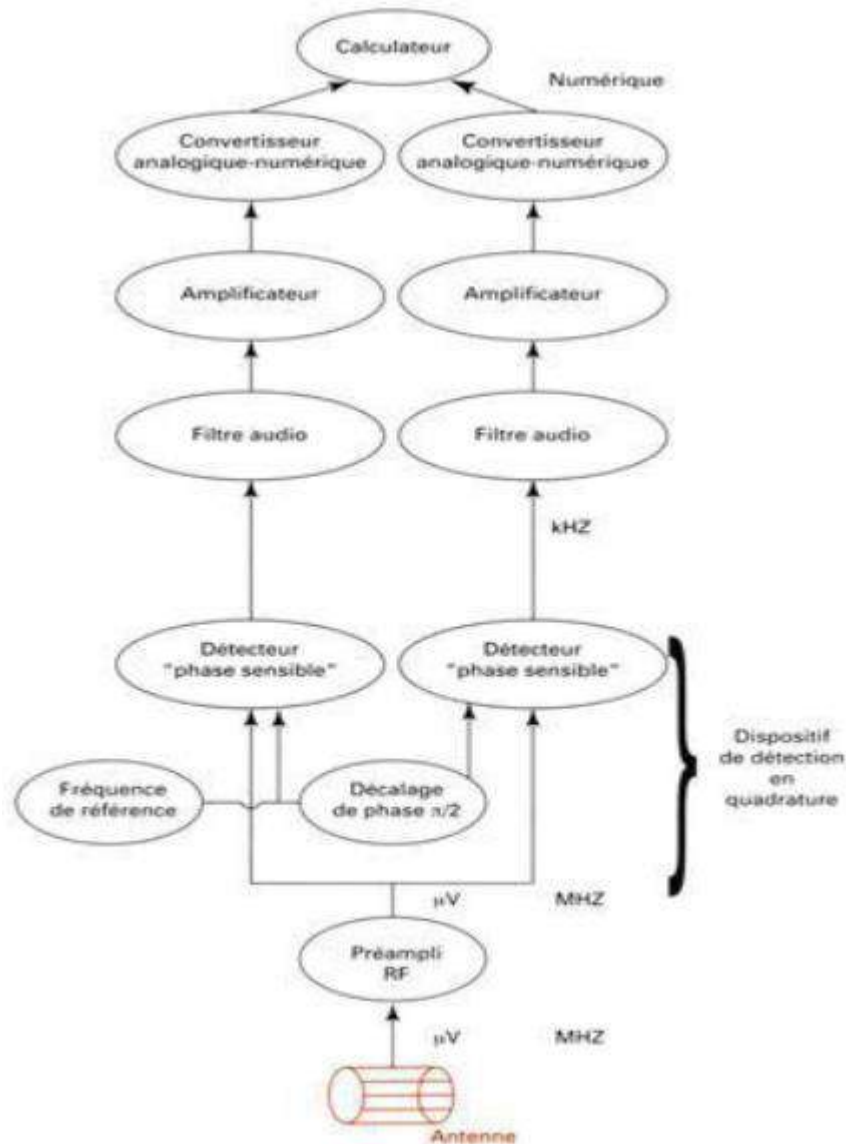 Calculateur
Numérique
Convertisseur
analogique-numérique
Convertisseur
analogique-numérique
Amplificateur
Amplificateur
Filtre audio
Filtre audio
kHZ
Détecteur
"phase sensible"
Détecteur
"phase sensible"
Dispositif
de détection
en
quadrature
Fréquence
de référence
Décalage
de phase π/2
µV
MHZ
Préampli
RF
µV
MHZ
Antenne